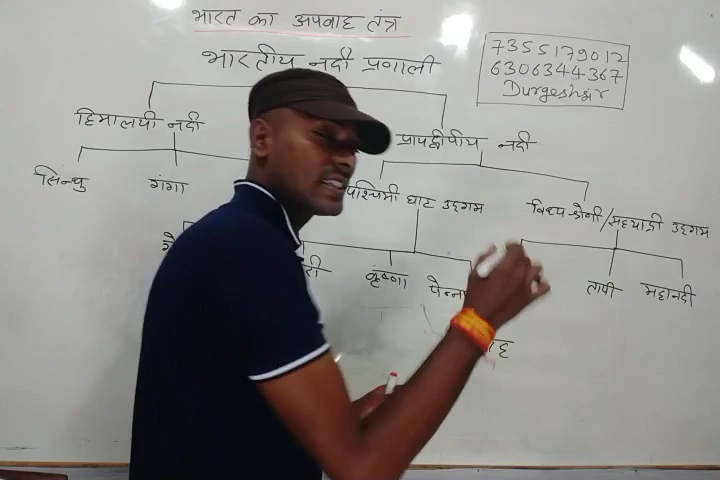 भारत का अपवाह तंत्र
भारतीय नदी प्रणाली
7355179012
6306344367
Durgeshsir
हिमालयी नदी
प्रायद्वीपीय नदी
सिन्धु
गंगा
पश्चिमी घाट उद्गम
विंध्य श्रेणी/सह्याद्री उद्गम
कृष्णा
तापी
महानदी